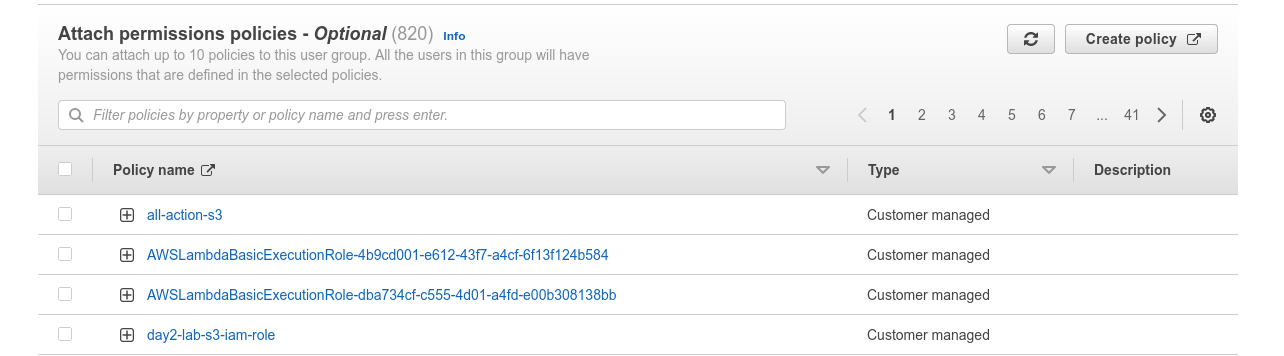 Attach permissions policies - Optional (820) Info
You can attach up to 10 policies to this user group. All the users in this group will have
permissions that are defined in the selected policies.
Create policy
Filter policies by property or policy name and press enter.
1 2 3 4 5 6 7 ... 41
Policy name Type Description
all-action-s3 Customer managed
AWSLambdaBasicExecutionRole-4b9cd001-e612-43f7-a4cf-6f13f124b584 Customer managed
AWSLambdaBasicExecutionRole-dba734cf-c555-4d01-a4fd-e00b308138bb Customer managed
day2-lab-s3-iam-role Customer managed